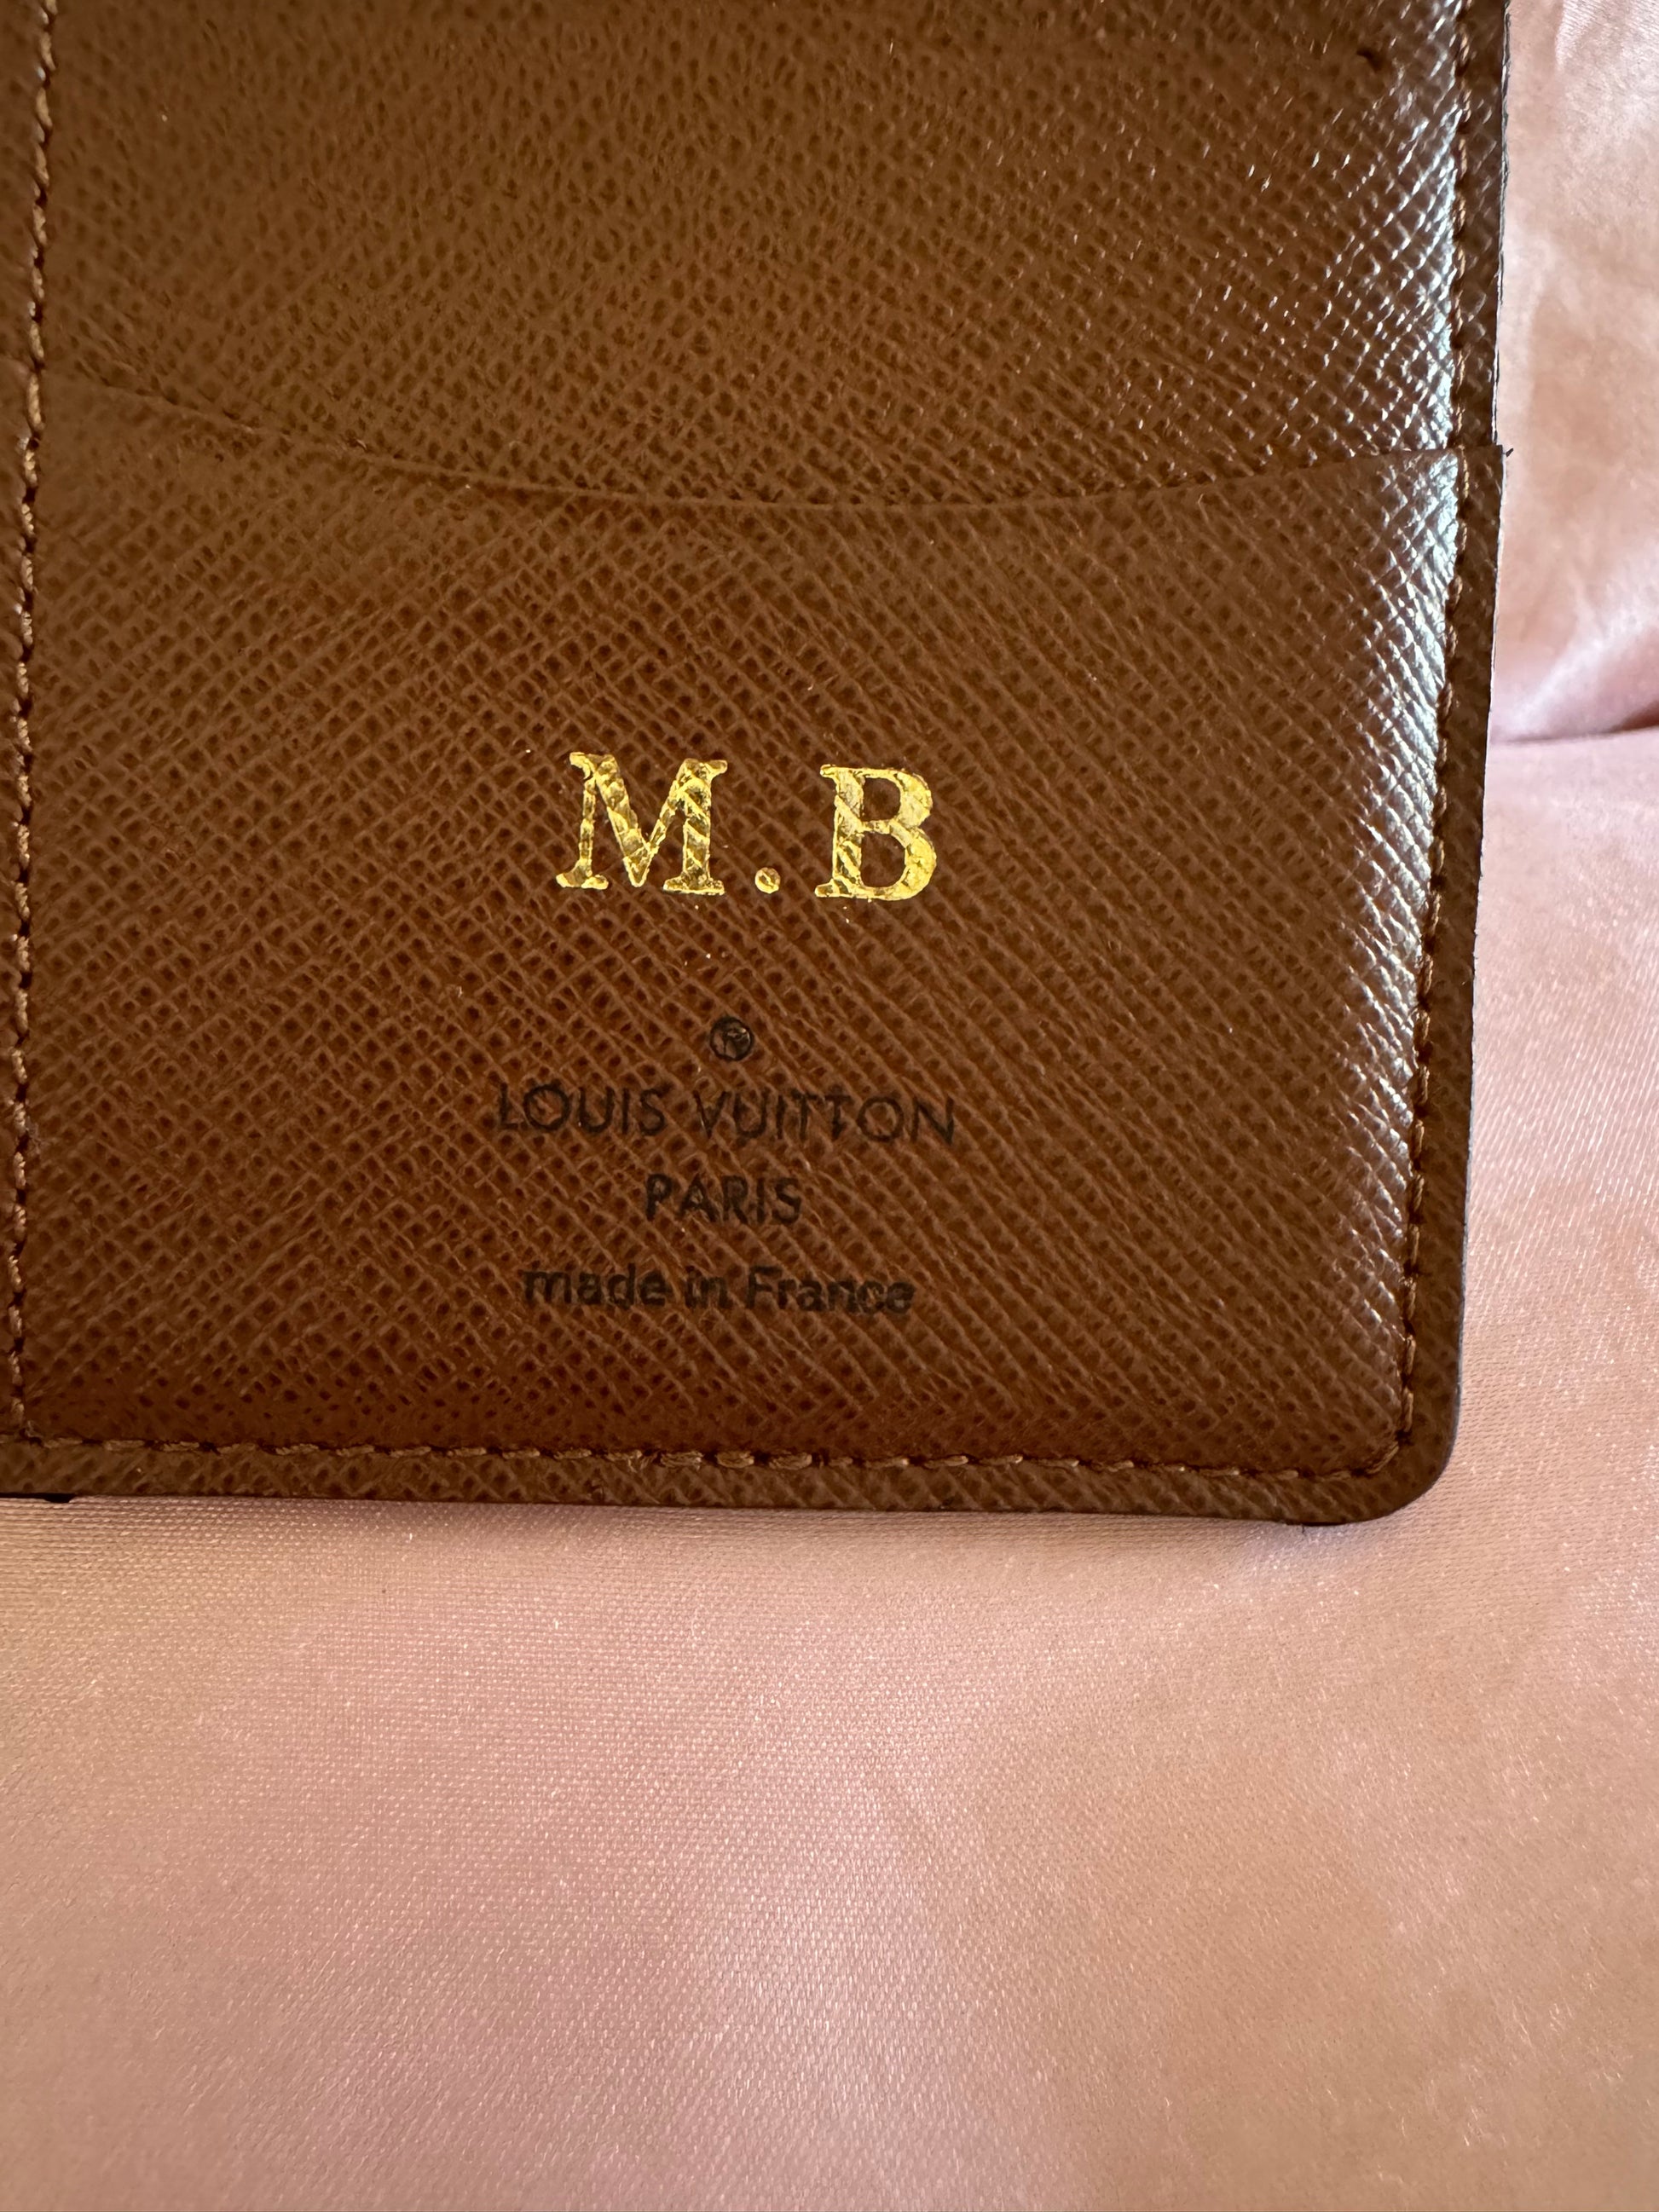 M.B
®
LOUIS VUITTON
PARIS
made in France